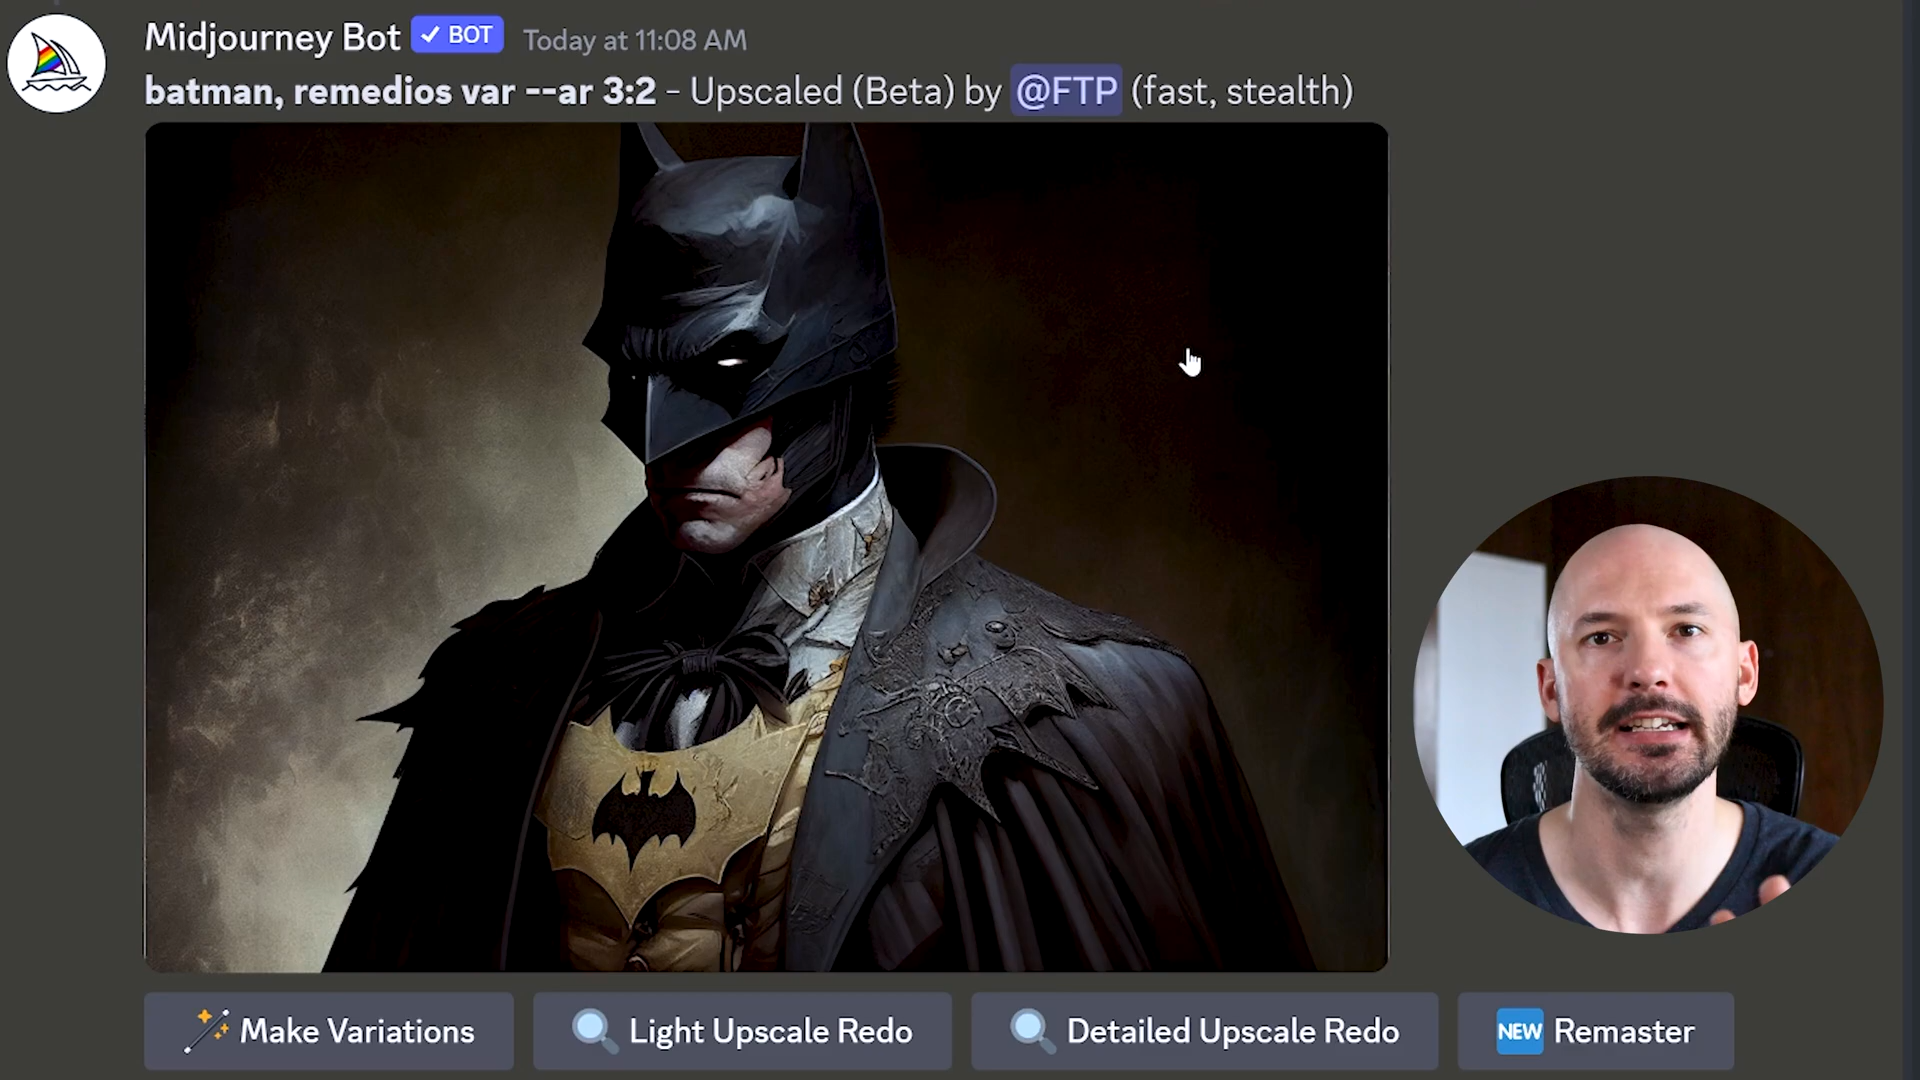 Midjourney Bot ✓ BOT Today at 11:08 AM
batman, remedios var --ar 3:2 - Upscaled (Beta) by @FTP (fast, stealth)
Make Variations
Light Upscale Redo
Detailed Upscale Redo
NEW Remaster